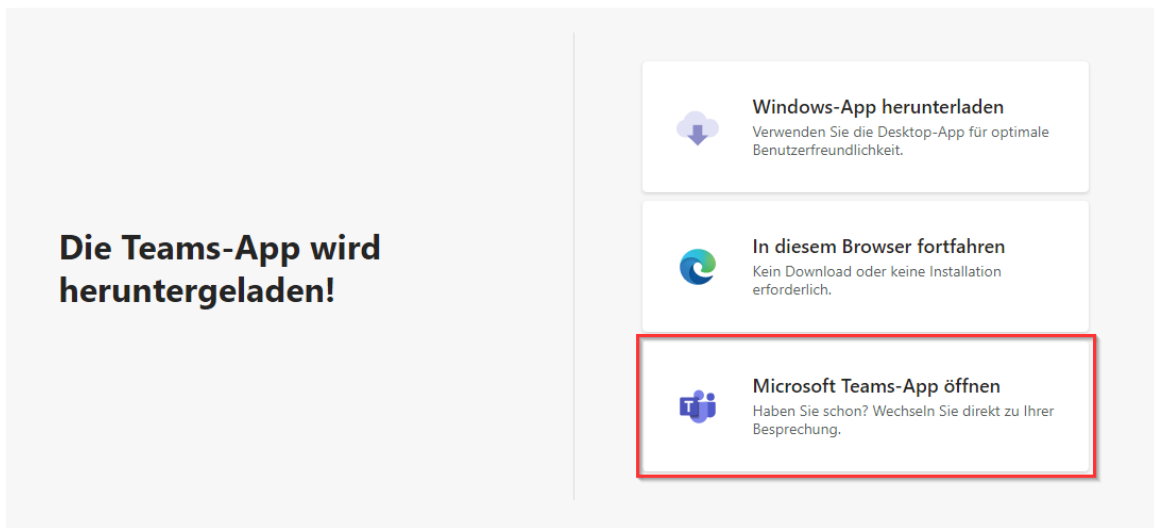 Die Teams-App wird
heruntergeladen!
Windows-App herunterladen
Verwenden Sie die Desktop-App für optimale
Benutzerfreundlichkeit.
In diesem Browser fortfahren
Kein Download oder keine Installation
erforderlich.
Microsoft Teams-App öffnen
Haben Sie schon? Wechseln Sie direkt zu Ihrer
Besprechung.